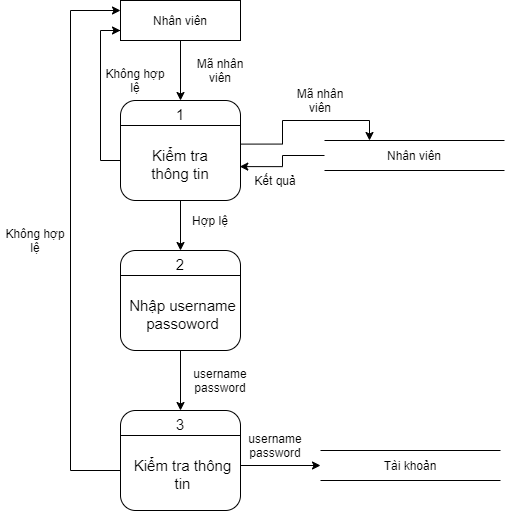 Nhân viên
Mã nhân
viên
Không hợp
lệ
1
Kiểm tra
thông tin
Mã nhân
viên
Nhân viên
Kết quả
Hợp lệ
Không hợp
lệ
2
Nhập username
passoword
username
password
3
Kiểm tra thông
tin
username
password
Tài khoản